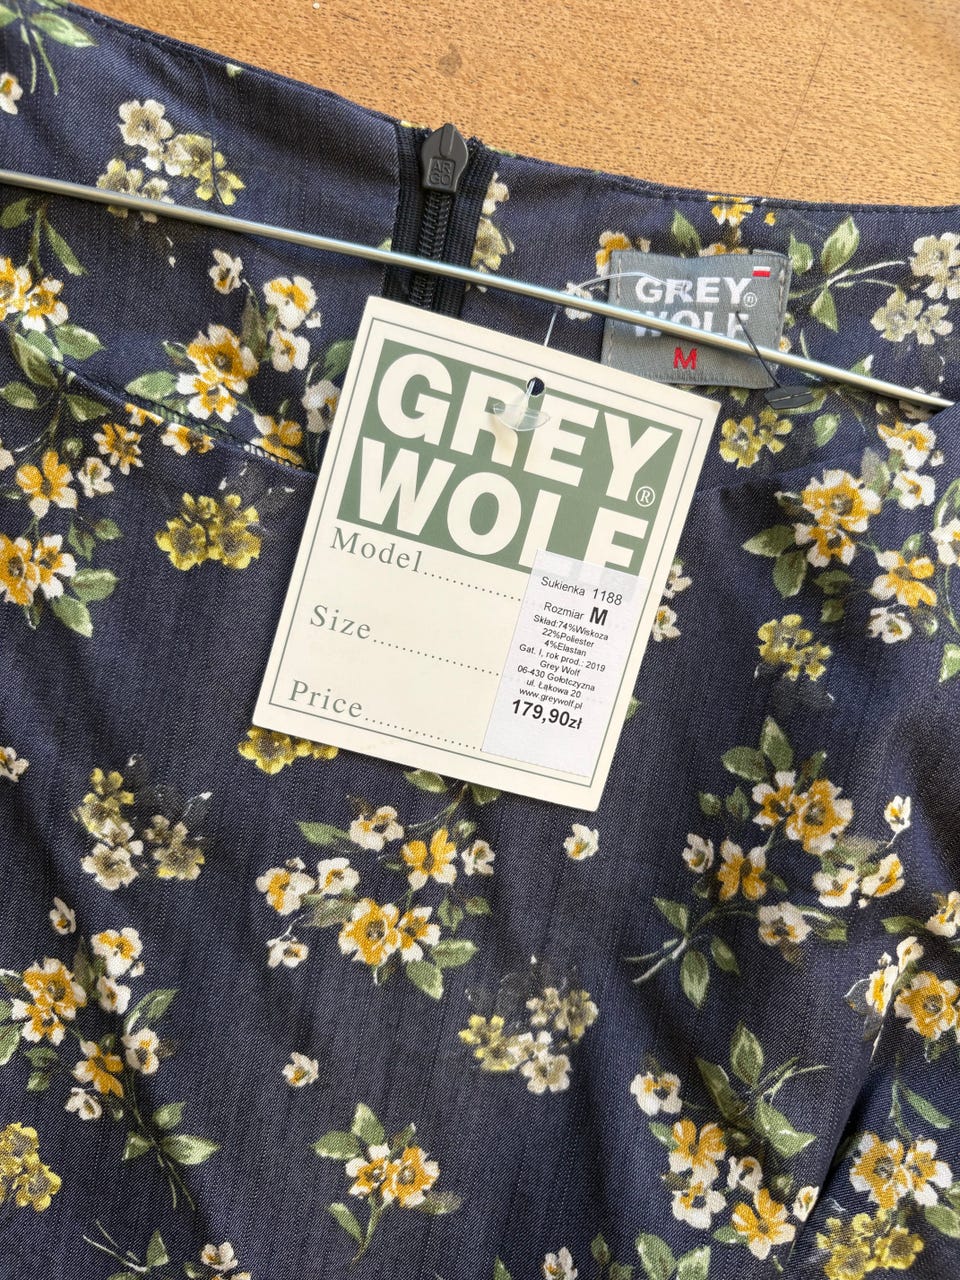 ARGO
GREY®
WOLF
M
GREY
WOLF®
Model
Size
Price
Sukienka 1188
Rozmiar M
Skład:74%Wiskoza
22%Poliester
4%Elastan
Gat. I, rok prod.: 2019
Grey Wolf
06-430 Gołotczyzna
ul. Łąkowa 20
www.greywolf.pl
179,90zł